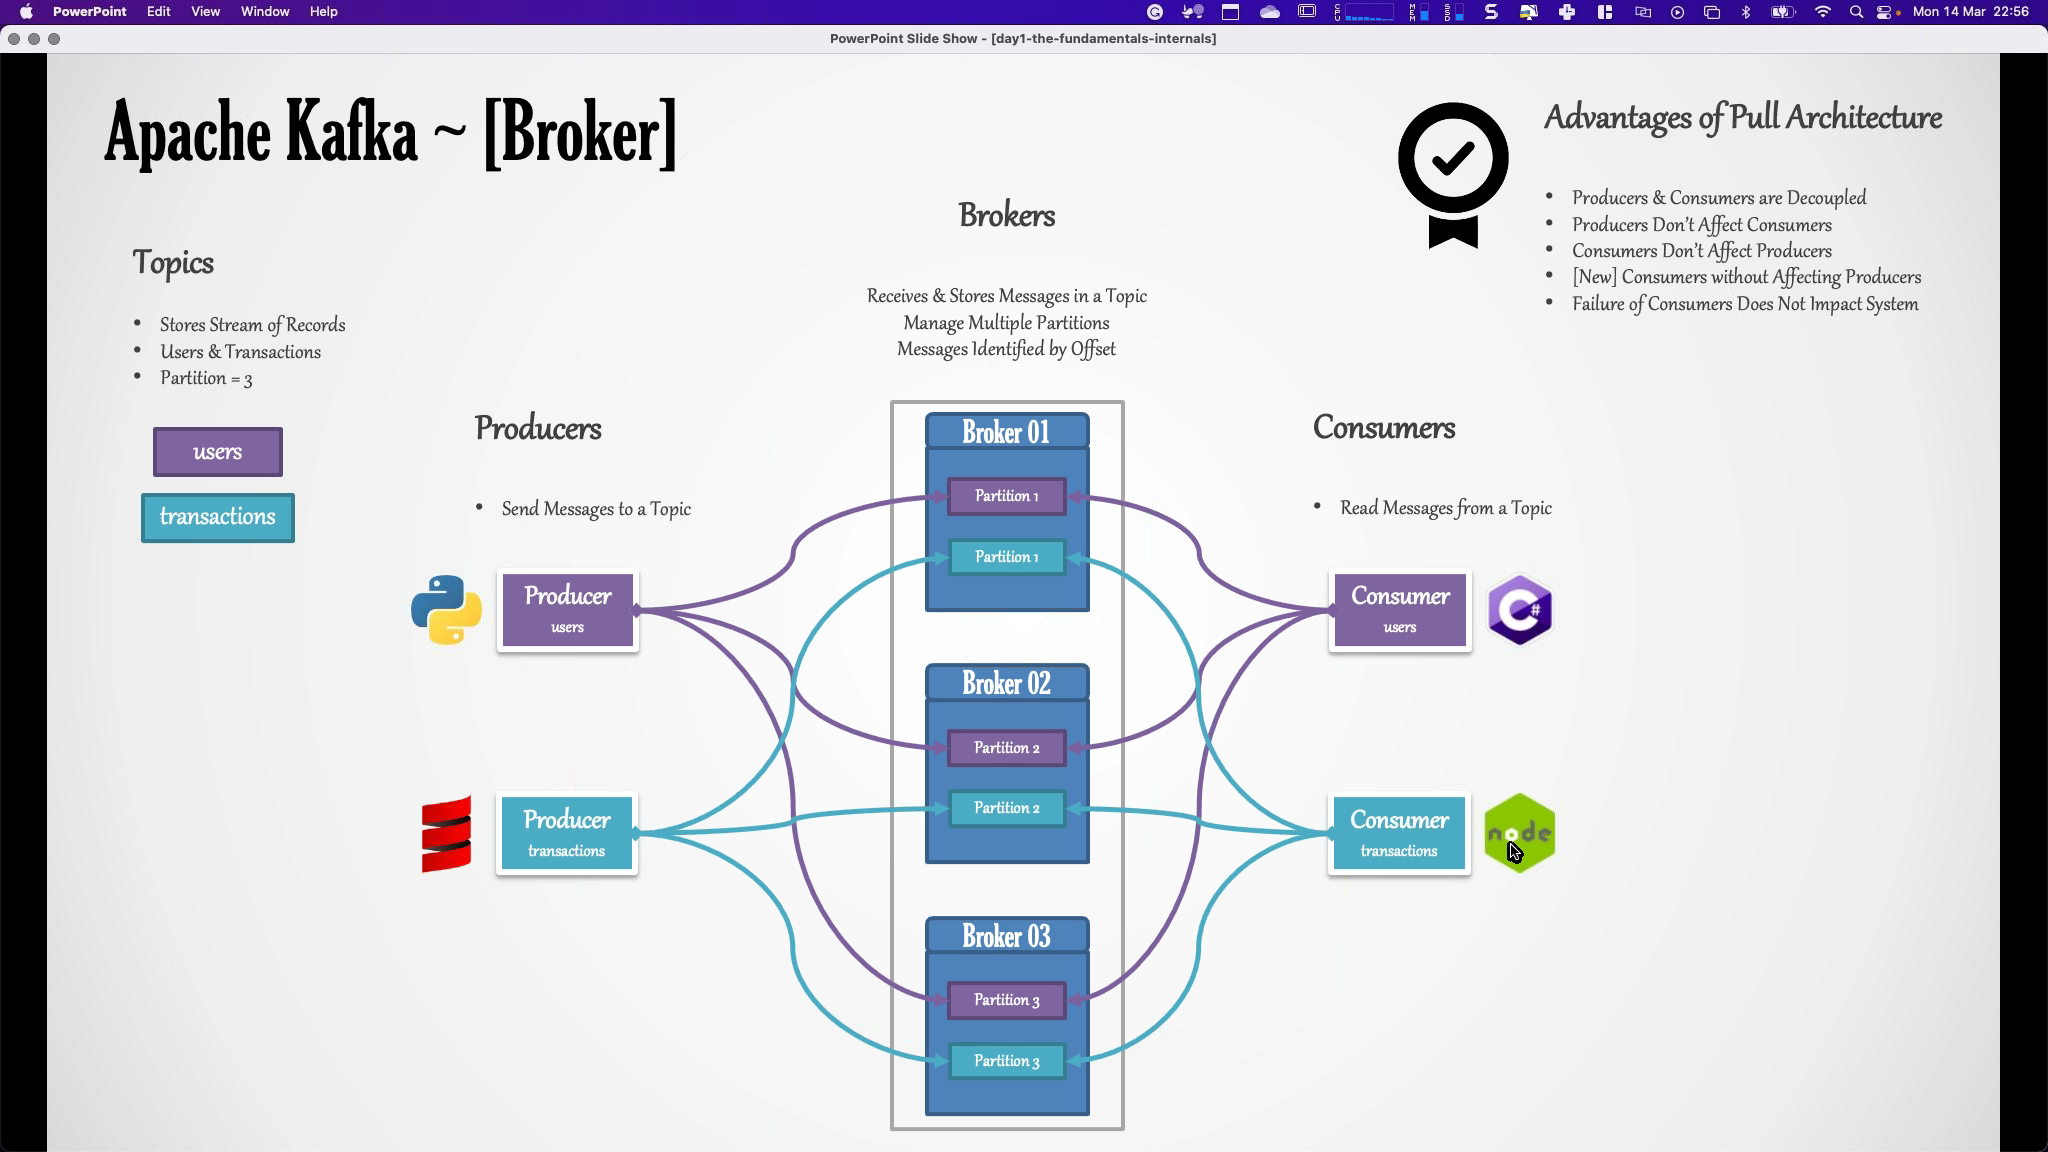 PowerPoint Edit View Window Help
CPU MEM SSD Mon 14 Mar 22:56
PowerPoint Slide Show - [day1-the-fundamentals-internals]
Apache Kafka ~ [Broker]
Topics
• Stores Stream of Records
• Users & Transactions
• Partition = 3
users
transactions
Producers
• Send Messages to a Topic
Producer
users
Producer
transactions
Brokers
Receives & Stores Messages in a Topic
Manage Multiple Partitions
Messages Identified by Offset
Broker 01
Partition 1
Partition 1
Broker 02
Partition 2
Partition 2
Broker 03
Partition 3
Partition 3
Advantages of Pull Architecture
• Producers & Consumers are Decoupled
• Producers Don't Affect Consumers
• Consumers Don't Affect Producers
• [New] Consumers without Affecting Producers
• Failure of Consumers Does Not Impact System
Consumers
• Read Messages from a Topic
Consumer
users
C#
Consumer
transactions
node